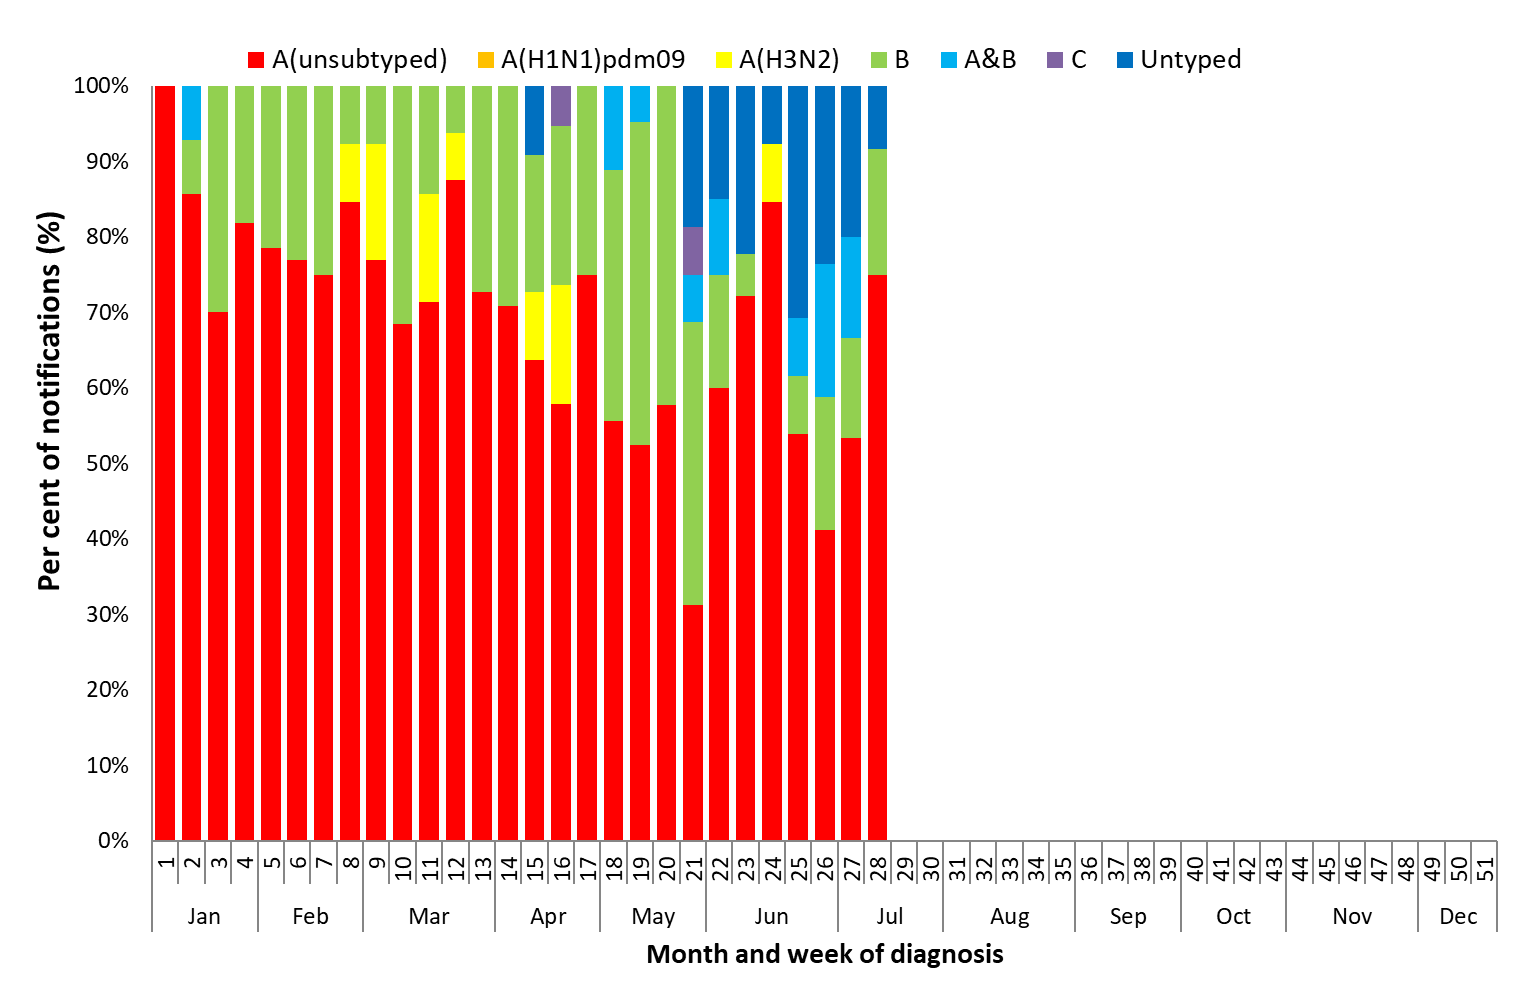 A(unsubtyped) A(H1N1)pdm09 A(H3N2) B A&B C Untyped
Per cent of notifications (%)
100%
90%
80%
70%
60%
50%
40%
30%
20%
10%
0%
1 2 3 4 5 6 7 8 9 10 11 12 13 14 15 16 17 18 19 20 21 22 23 24 25 26 27 28 29 30 31 32 33 34 35 36 37 38 39 40 41 42 43 44 45 46 47 48 49 50 51
Jan Feb Mar Apr May Jun Jul Aug Sep Oct Nov Dec
Month and week of diagnosis